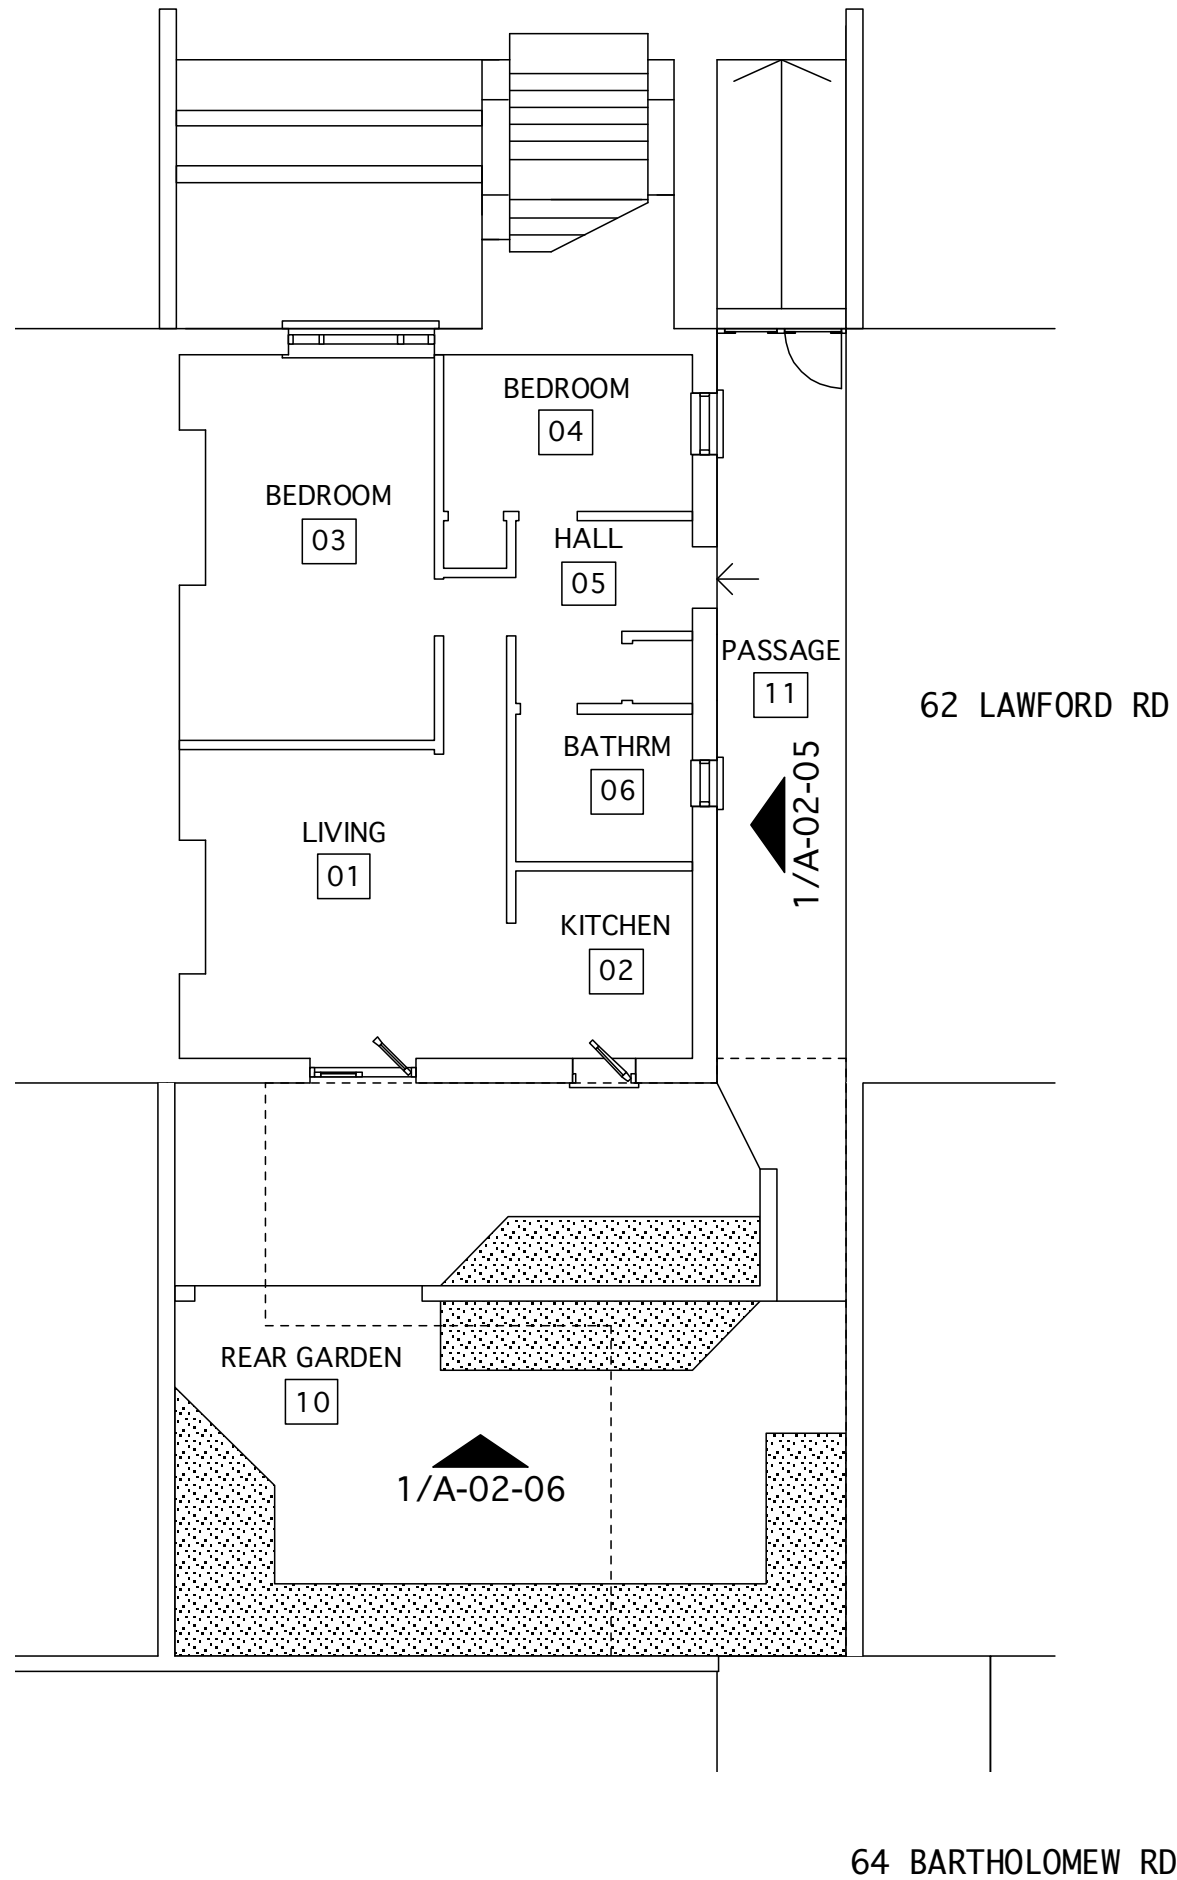 BEDROOM
04
BEDROOM
03
HALL
05
PASSAGE
11
62 LAWFORD RD
BATHRM
06
1/A-02-05
LIVING
01
KITCHEN
02
REAR GARDEN
10
1/A-02-06
64 BARTHOLOMEW RD